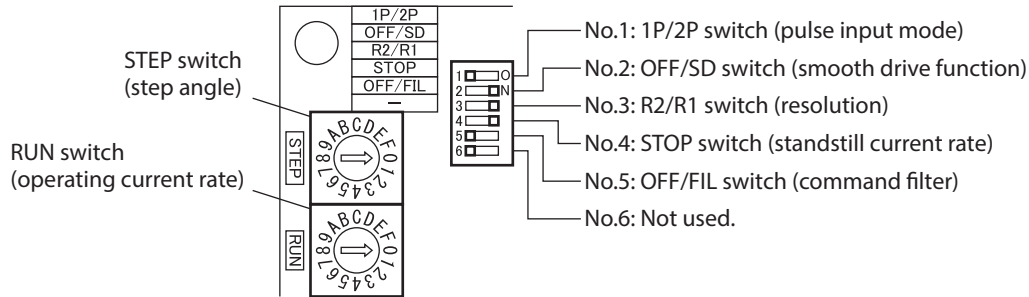 1P/2P
OFF/SD
R2/R1
STOP
OFF/FIL
–
STEP switch
(step angle)
RUN switch
(operating current rate)
STEP
0123456789ABCDEF
RUN
0123456789ABCDEF
ON
1
2
3
4
5
6
No.1: 1P/2P switch (pulse input mode)
No.2: OFF/SD switch (smooth drive function)
No.3: R2/R1 switch (resolution)
No.4: STOP switch (standstill current rate)
No.5: OFF/FIL switch (command filter)
No.6: Not used.